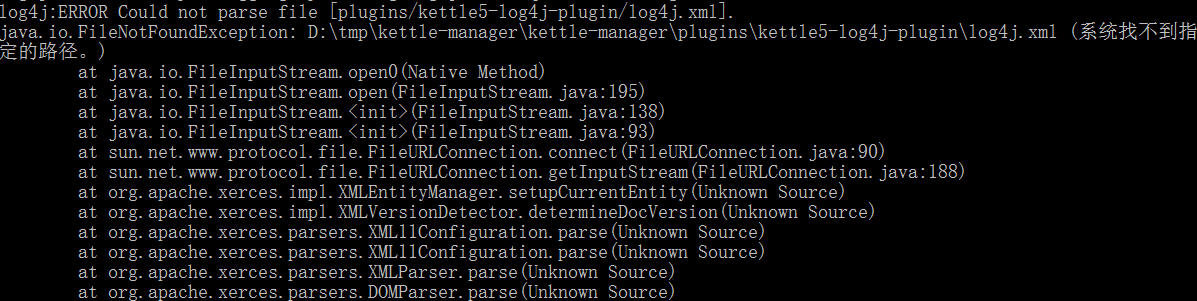 log4j:ERROR Could not parse file [plugins/kettle5-log4j-plugin/log4j.xml].
java.io.FileNotFoundException: D:\tmp\kettle-manager\kettle-manager\plugins\kettle5-log4j-plugin\log4j.xml (系统找不到指
定的路径。)
at java.io.FileInputStream.open0(Native Method)
at java.io.FileInputStream.open(FileInputStream.java:195)
at java.io.FileInputStream.<init>(FileInputStream.java:138)
at java.io.FileInputStream.<init>(FileInputStream.java:93)
at sun.net.www.protocol.file.FileURLConnection.connect(FileURLConnection.java:90)
at sun.net.www.protocol.file.FileURLConnection.getInputStream(FileURLConnection.java:188)
at org.apache.xerces.impl.XMLEntityManager.setupCurrentEntity(Unknown Source)
at org.apache.xerces.impl.XMLVersionDetector.determineDocVersion(Unknown Source)
at org.apache.xerces.parsers.XML11Configuration.parse(Unknown Source)
at org.apache.xerces.parsers.XML11Configuration.parse(Unknown Source)
at org.apache.xerces.parsers.XMLParser.parse(Unknown Source)
at org.apache.xerces.parsers.DOMParser.parse(Unknown Source)